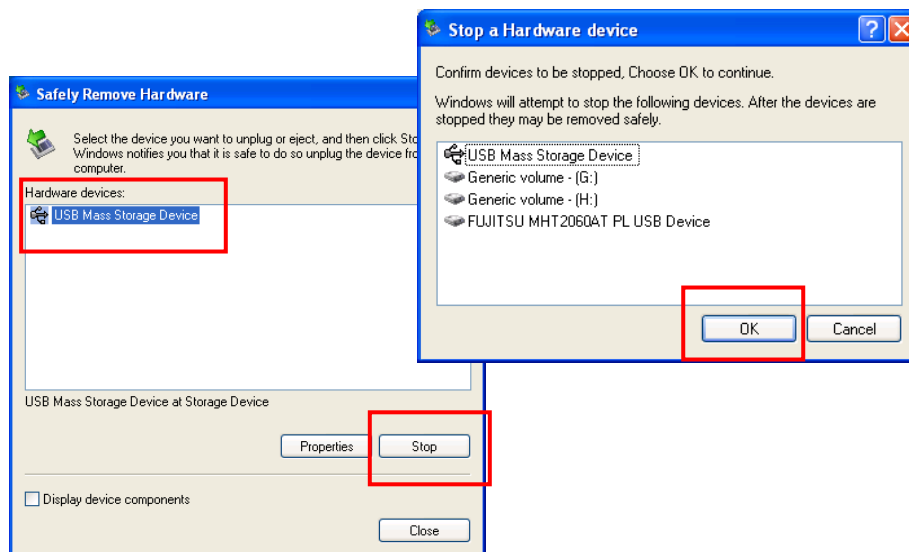 Safely Remove Hardware
Select the device you want to unplug or eject, and then click
Windows notifies you that it is safe to do so unplug the device
computer.
Hardware devices:
USB Mass Storage Device
USB Mass Storage Device at Storage Device
Properties
Stop
Display device components
Close
Stop a Hardware device
Confirm devices to be stopped, Choose OK to continue.
Windows will attempt to stop the following devices. After the devices are
stopped they may be removed safely.
USB Mass Storage Device
Generic volume - (G:)
Generic volume - (H:)
FUJITSU MHT2060AT PL USB Device
OK
Cancel